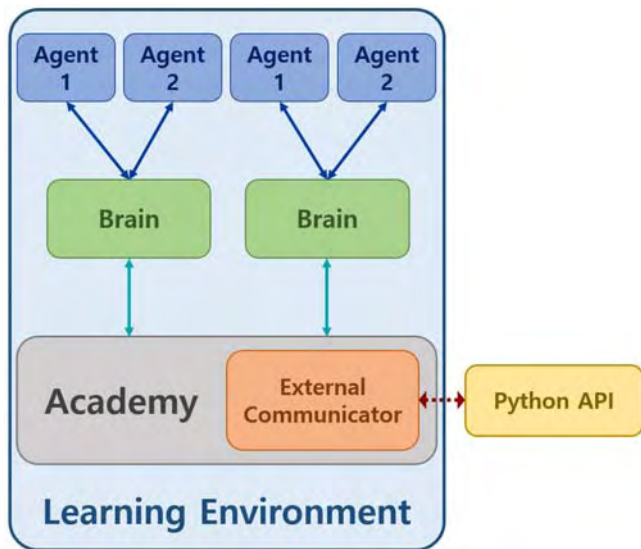 Agent
1
Agent
2
Agent
1
Agent
2
Brain
Brain
Academy
External
Communicator
Python API
Learning Environment